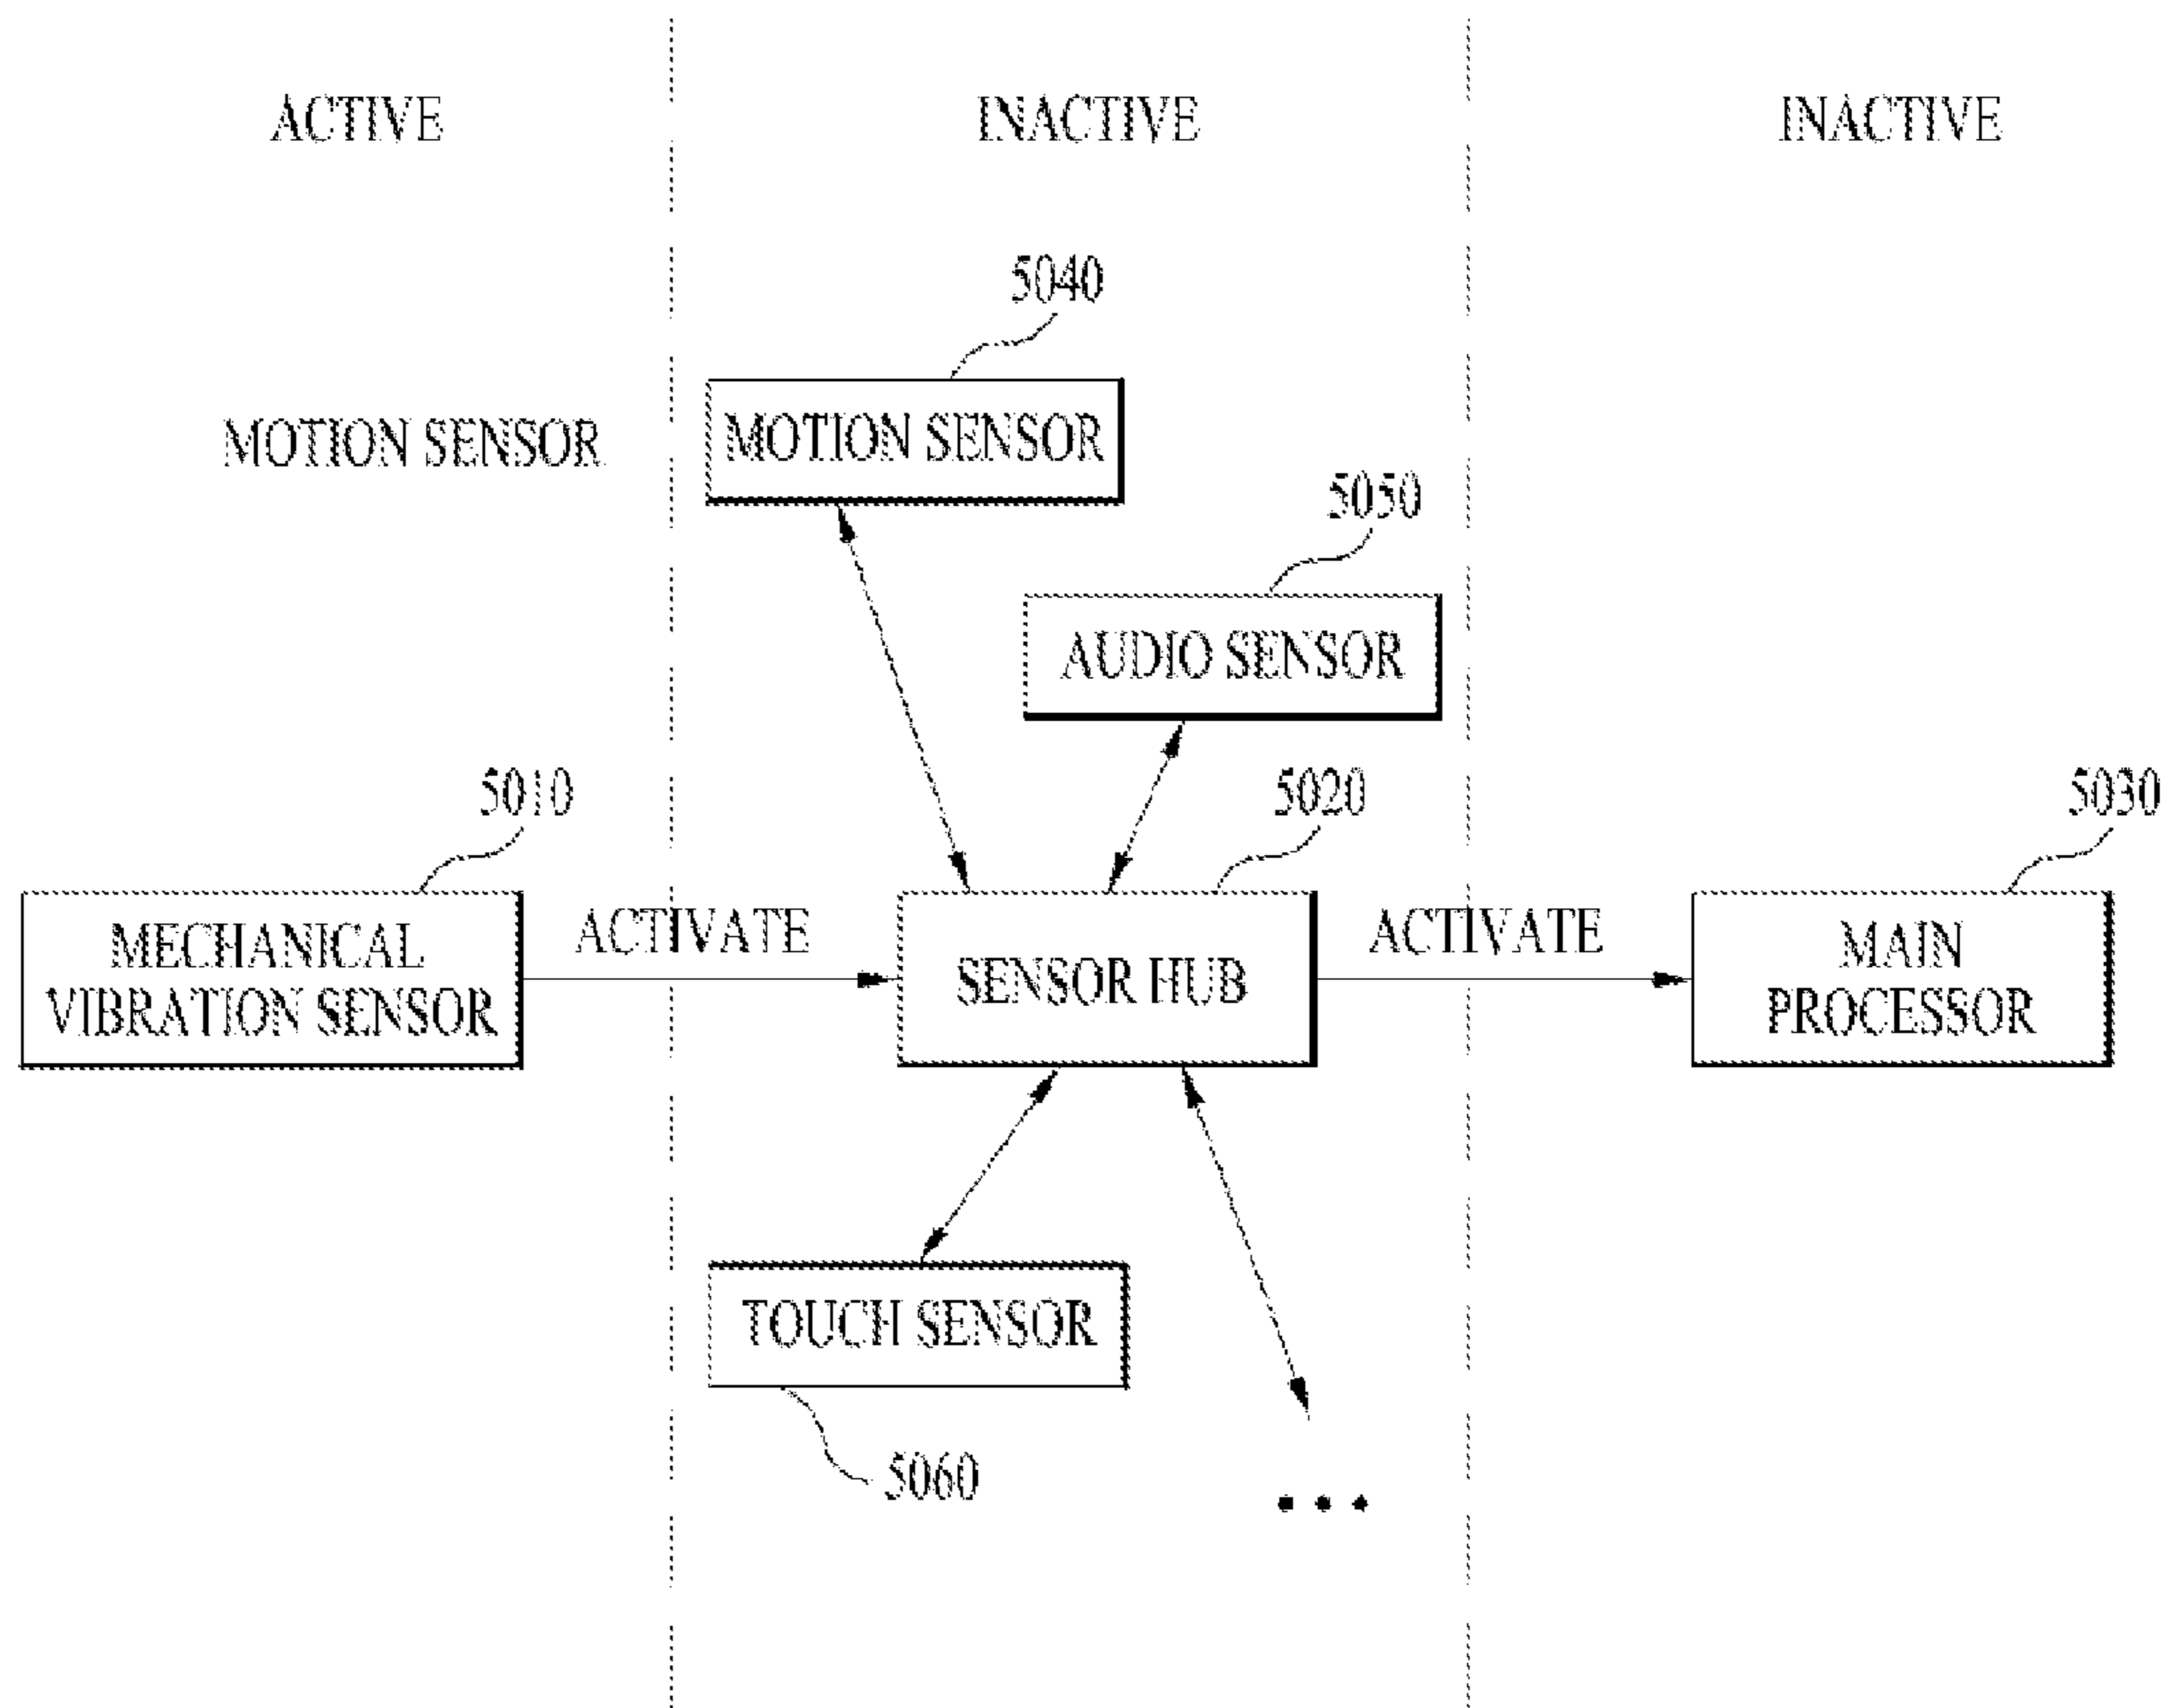 ACTIVE
INACTIVE
INACTIVE
5040
MOTION SENSOR
MOTION SENSOR
5050
AUDIO SENSOR
5010
5020
5030
MECHANICAL
VIBRATION SENSOR
ACTIVATE
SENSOR HUB
ACTIVATE
MAIN
PROCESSOR
TOUCH SENSOR
5060
...